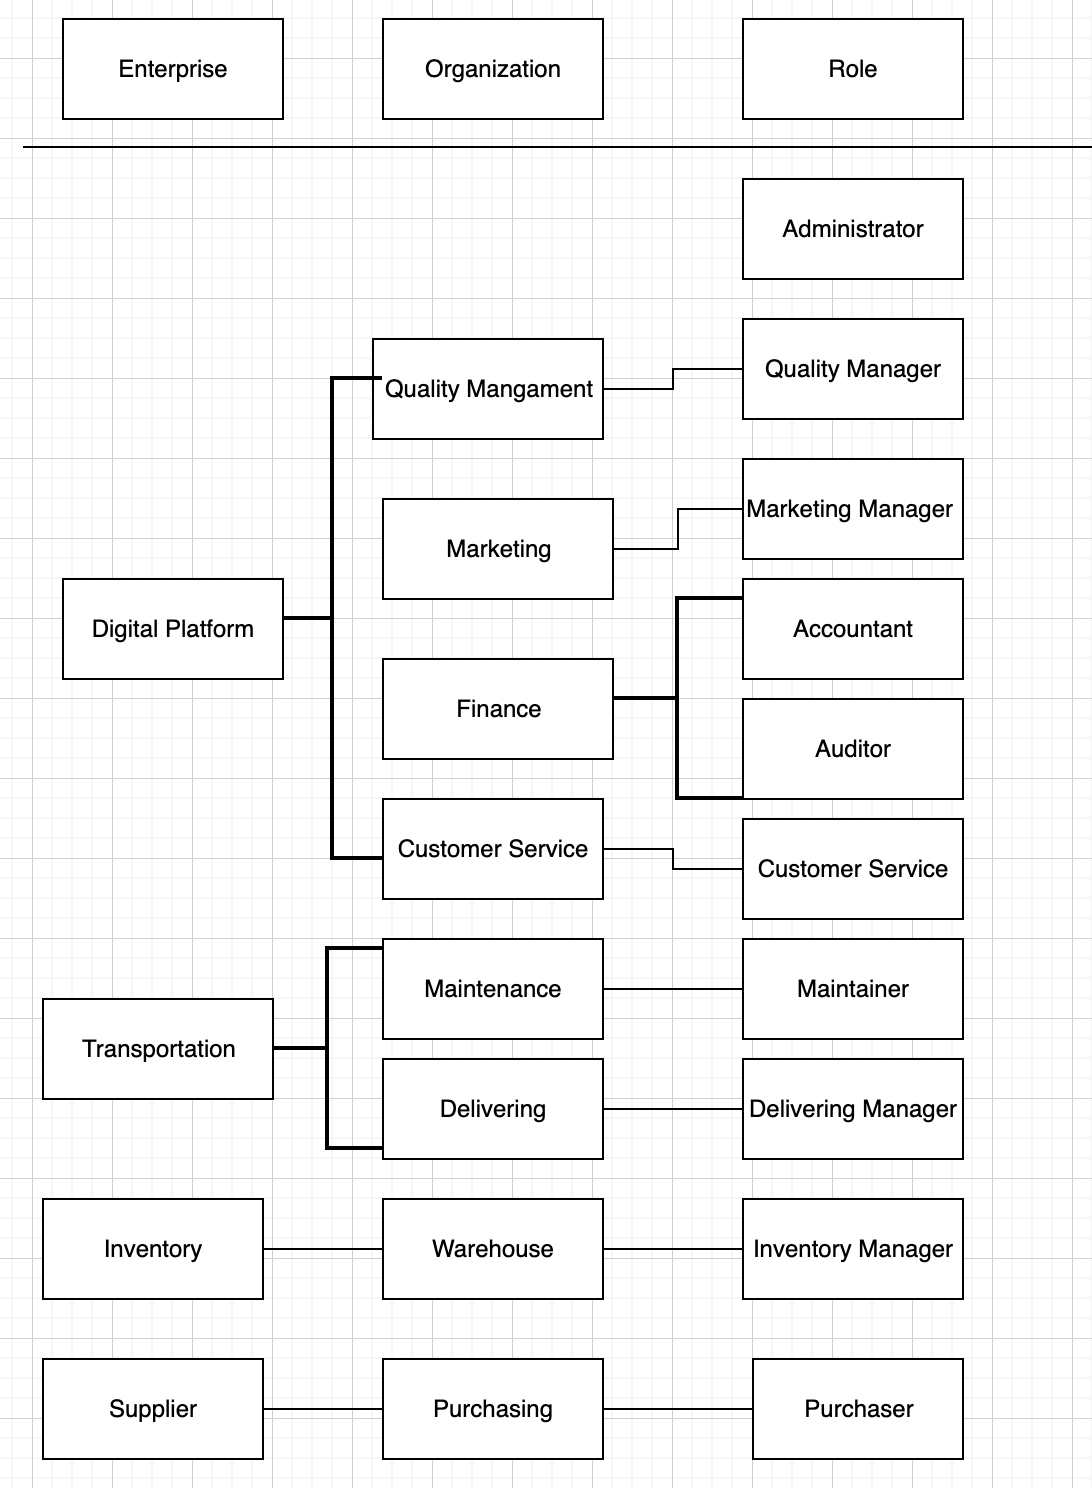 Enterprise
Organization
Role
Administrator
Quality Mangament
Quality Manager
Marketing
Marketing Manager
Digital Platform
Finance
Accountant
Auditor
Customer Service
Customer Service
Transportation
Maintenance
Maintainer
Delivering
Delivering Manager
Inventory
Warehouse
Inventory Manager
Supplier
Purchasing
Purchaser